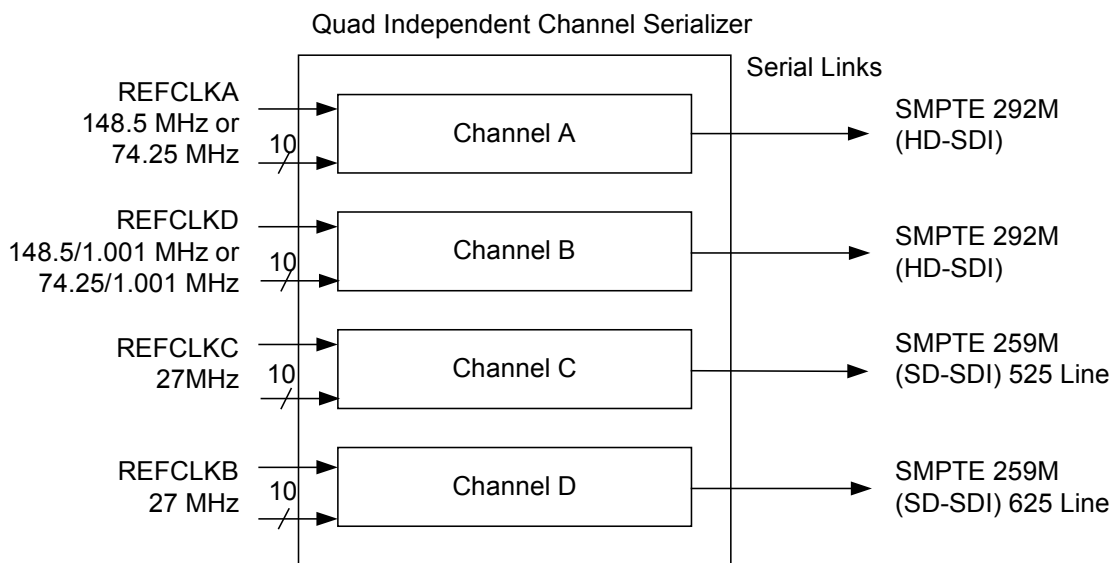 Quad Independent Channel Serializer
Serial Links
REFCLKA
148.5 MHz or
74.25 MHz
10
Channel A
SMPTE 292M
(HD-SDI)
REFCLKD
148.5/1.001 MHz or
74.25/1.001 MHz
10
Channel B
SMPTE 292M
(HD-SDI)
REFCLKC
27MHz
10
Channel C
SMPTE 259M
(SD-SDI) 525 Line
REFCLKB
27 MHz
10
Channel D
SMPTE 259M
(SD-SDI) 625 Line